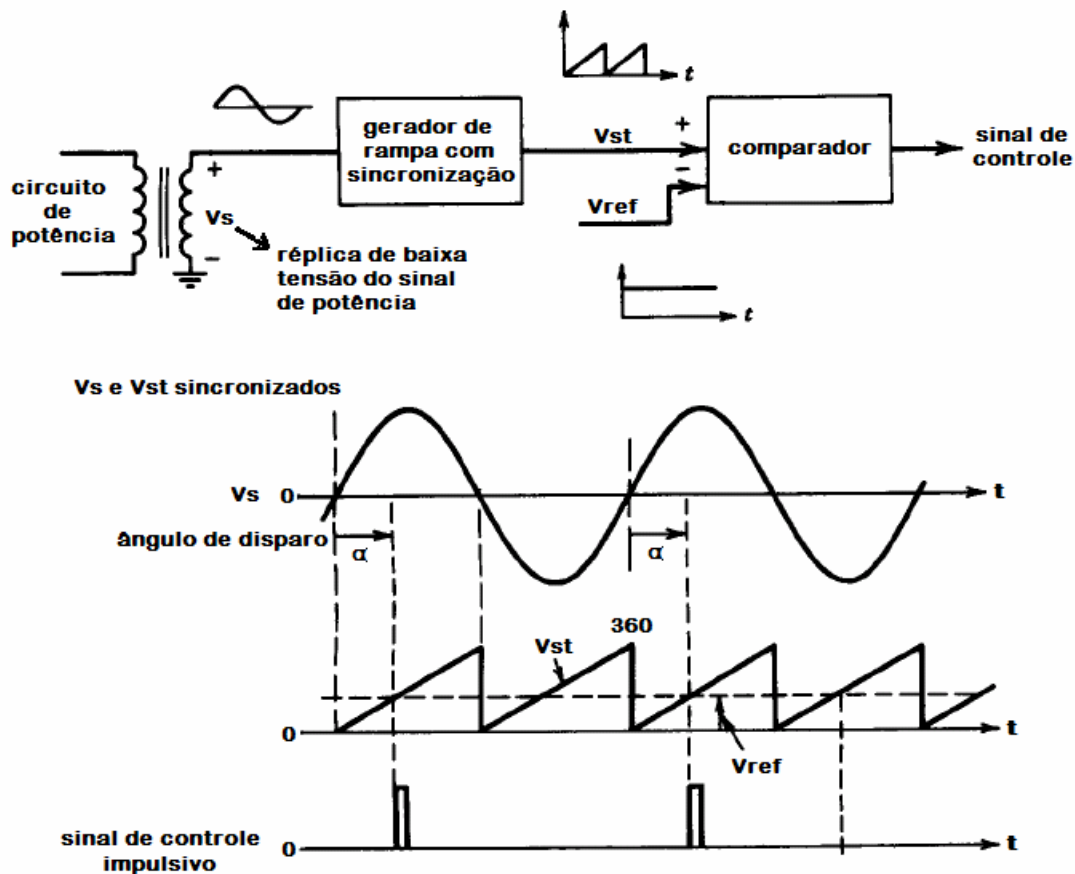 t
gerador de
rampa com
sincronização
Vst
+
-
comparador
sinal de
controle
circuito
de
potência
+
Vs
-
Vref
réplica de baixa
tensão do sinal
de potência
t
Vs e Vst sincronizados
Vs 0
t
ângulo de disparo
α
α
360
Vst
0
t
Vref
sinal de controle
impulsivo
0
t